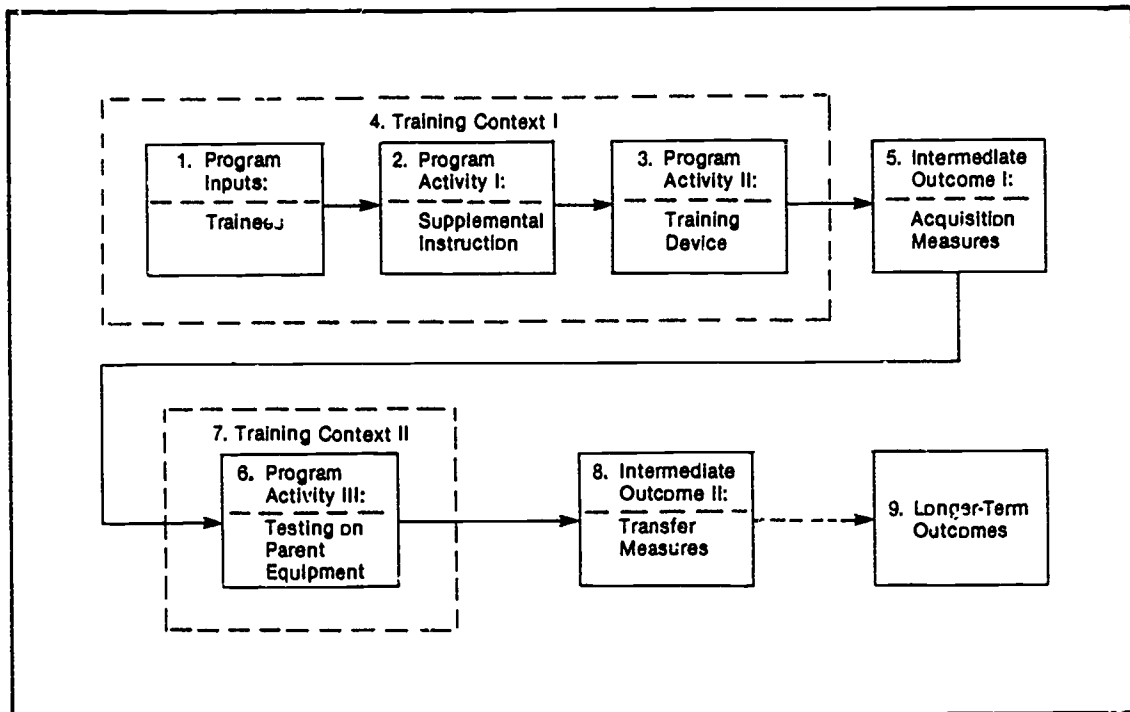 4. Training Context I
1. Program
Inputs:
Trainees
2. Program
Activity I:
Supplemental
Instruction
3. Program
Activity II:
Training
Device
5. Intermediate
Outcome I:
Acquisition
Measures
7. Training Context II
6. Program
Activity III:
Testing on
Parent
Equipment
8. Intermediate
Outcome II:
Transfer
Measures
9. Longer-Term
Outcomes